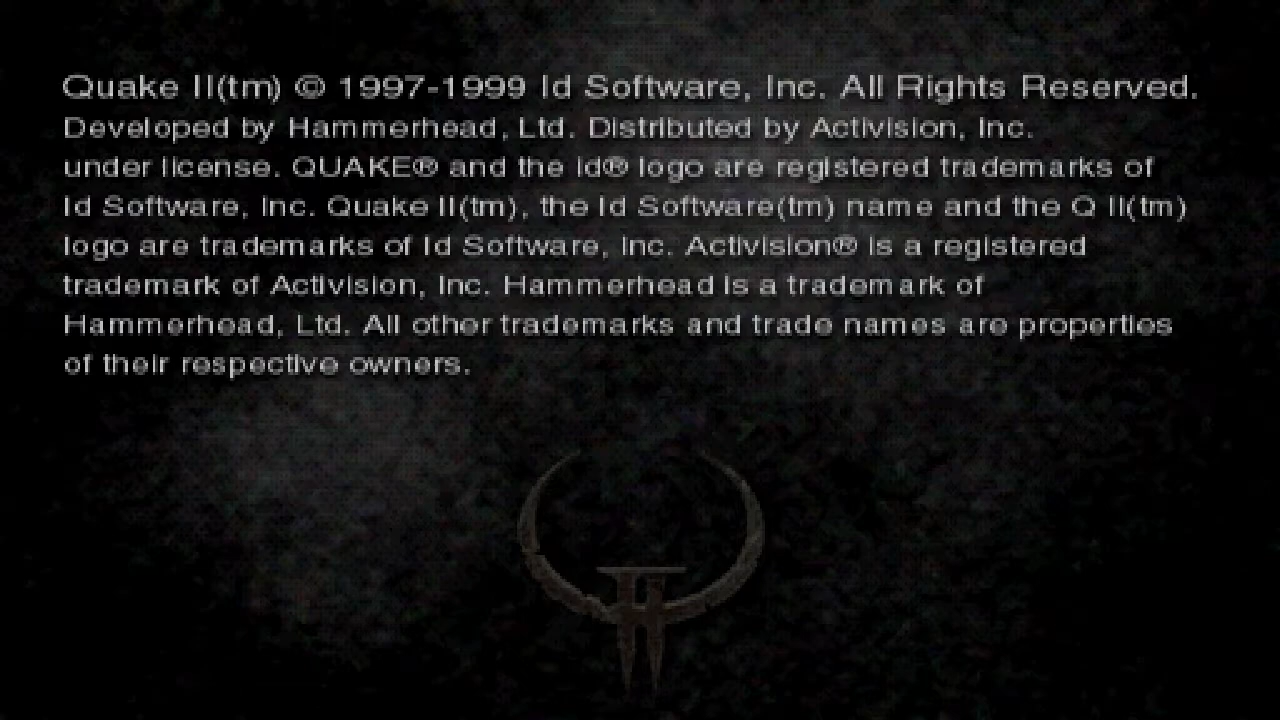 Quake II(tm) © 1997-1999 Id Software, Inc. All Rights Reserved.
Developed by Hammerhead, Ltd. Distributed by Activision, Inc.
under license. QUAKE® and the id® logo are registered trademarks of
Id Software, Inc. Quake II(tm), the Id Software(tm) name and the Q II(tm)
logo are trademarks of Id Software, Inc. Activision® is a registered
trademark of Activision, Inc. Hammerhead is a trademark of
Hammerhead, Ltd. All other trademarks and trade names are properties
of their respective owners.